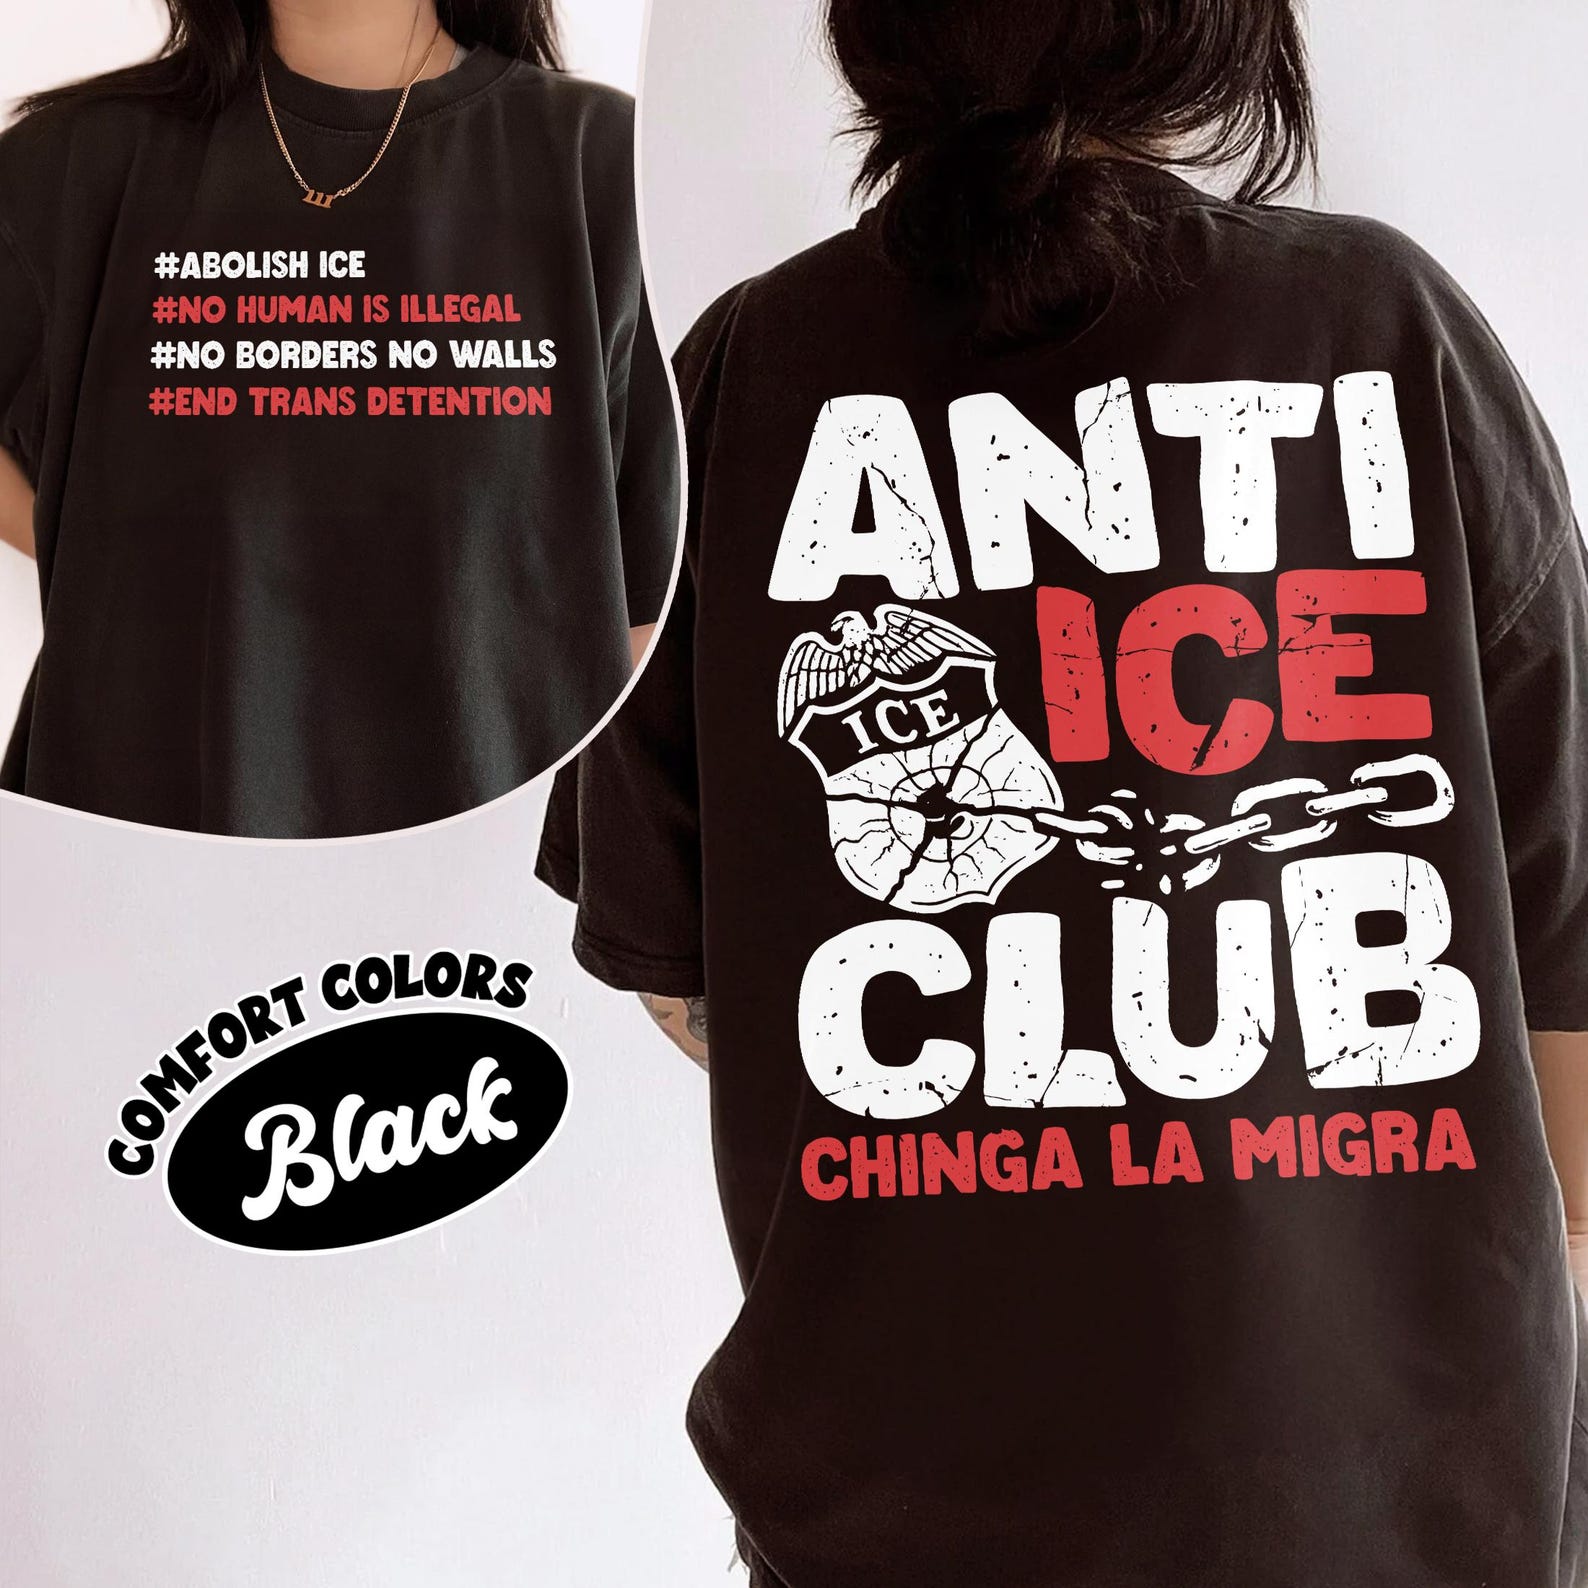 #ABOLISH ICE
#NO HUMAN IS ILLEGAL
#NO BORDERS NO WALLS
#END TRANS DETENTION
ANTI
ICE
ICE
CLUB
CHINGA LA MIGRA
COMFORT COLORS
Black